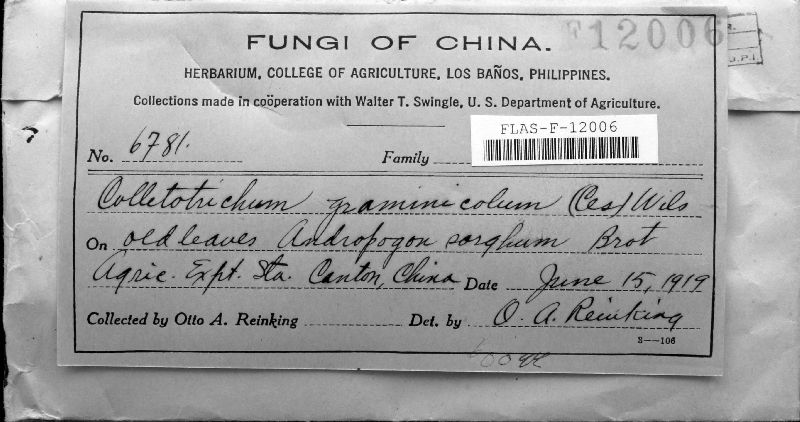 F12006
FUNGI OF CHINA.
HERBARIUM, COLLEGE OF AGRICULTURE, LOS BAÑOS, PHILIPPINES.
Collections made in coöperation with Walter T. Swingle, U. S. Department of Agriculture.
FLAS-F-12006
No. 6781. Family
Colletotrichum graminicolum (Ces) Wils
On old leaves Andropogon sorghum Brot
Agric. Expt. Sta. Canton, China Date June 15, 1919
Collected by Otto A. Reinking Det. by O. A. Reinking
S--106